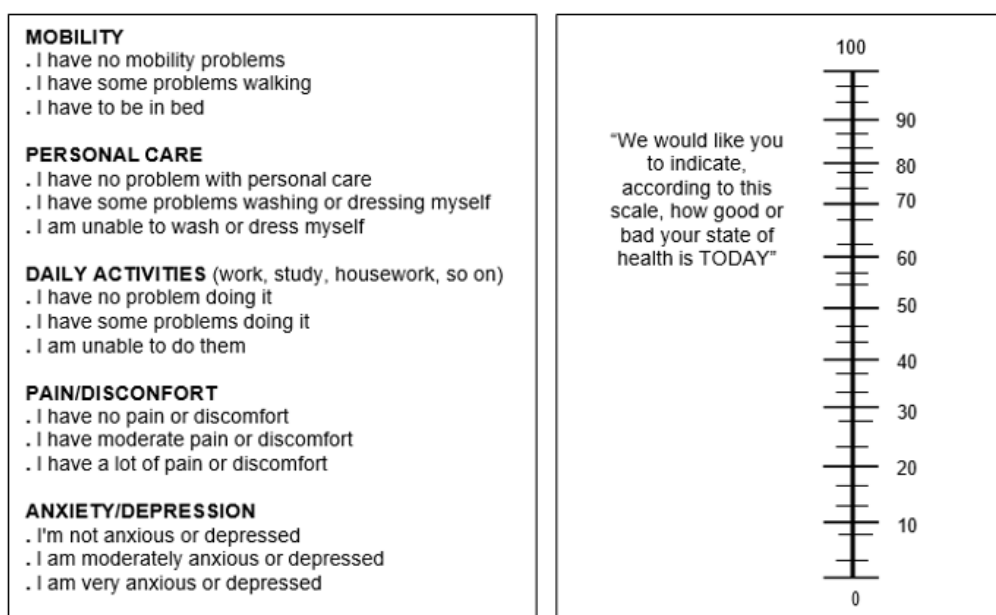 MOBILITY
. I have no mobility problems
. I have some problems walking
. I have to be in bed
PERSONAL CARE
. I have no problem with personal care
. I have some problems washing or dressing myself
. I am unable to wash or dress myself
DAILY ACTIVITIES (work, study, housework, so on)
. I have no problem doing it
. I have some problems doing it
. I am unable to do them
PAIN/DISCONFORT
. I have no pain or discomfort
. I have moderate pain or discomfort
. I have a lot of pain or discomfort
ANXIETY/DEPRESSION
. I'm not anxious or depressed
. I am moderately anxious or depressed
. I am very anxious or depressed
“We would like you
to indicate,
according to this
scale, how good or
bad your state of
health is TODAY”
100
90
80
70
60
50
40
30
20
10
0